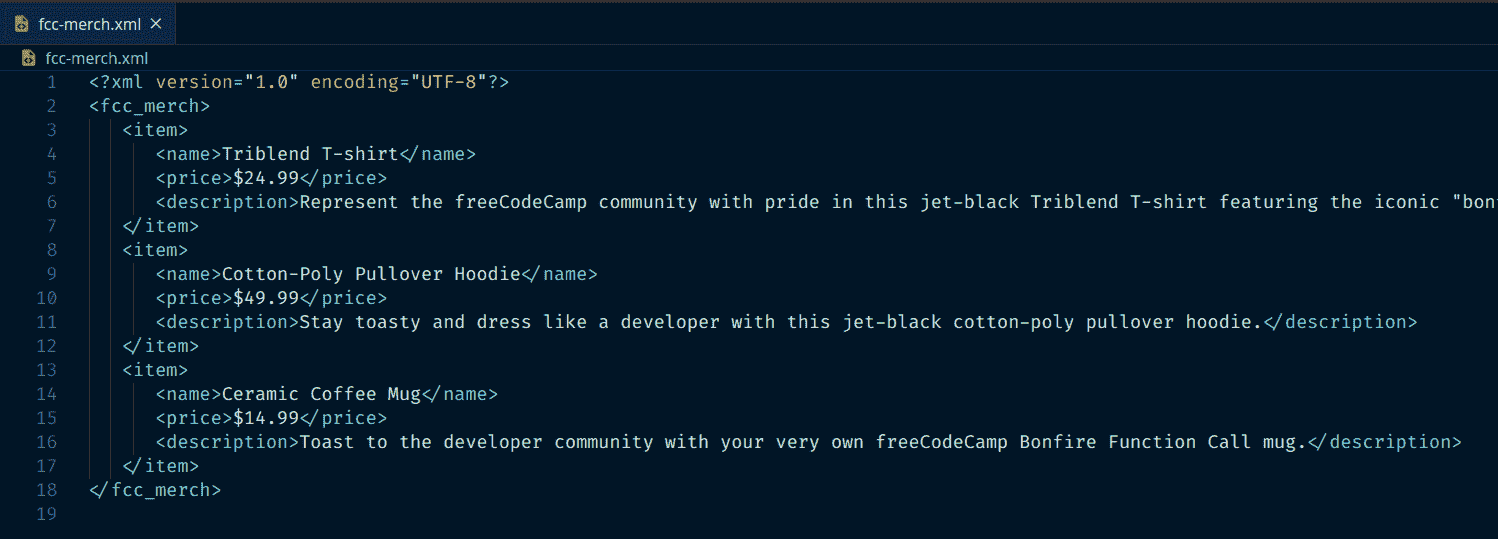 fcc-merch.xml
fcc-merch.xml
1 <?xml version="1.0" encoding="UTF-8"?>
2 <fcc_merch>
3 <item>
4 <name>Triblend T-shirt</name>
5 <price>$24.99</price>
6 <description>Represent the freeCodeCamp community with pride in this jet-black Triblend T-shirt featuring the iconic
7 </item>
8 <item>
9 <name>Cotton-Poly Pullover Hoodie</name>
10 <price>$49.99</price>
11 <description>Stay toasty and dress like a developer with this jet-black cotton-poly pullover hoodie.</description>
12 </item>
13 <item>
14 <name>Ceramic Coffee Mug</name>
15 <price>$14.99</price>
16 <description>Toast to the developer community with your very own freeCodeCamp Bonfire Function Call mug.</description>
17 </item>
18 </fcc_merch>
19